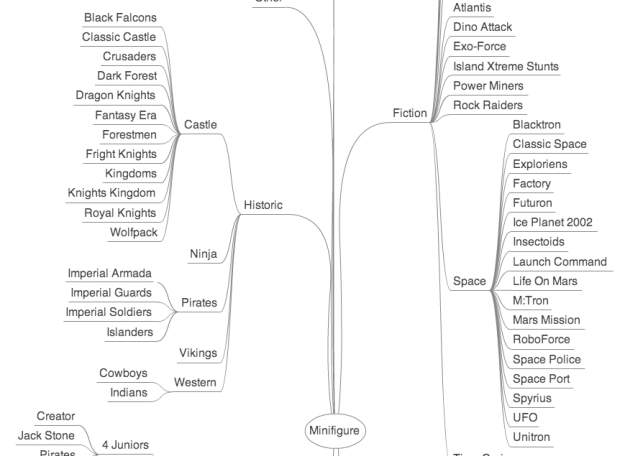 Black Falcons
Classic Castle
Crusaders
Dark Forest
Dragon Knights
Fantasy Era
Forestmen
Fright Knights
Kingdoms
Knights Kingdom
Royal Knights
Wolfpack
Castle
Historic
Ninja
Imperial Armada
Imperial Guards
Imperial Soldiers
Islanders
Pirates
Vikings
Cowboys
Indians
Western
Creator
Jack Stone
Pirates
4 Juniors
Minifigure
Atlantis
Dino Attack
Exo-Force
Island Xtreme Stunts
Power Miners
Rock Raiders
Fiction
Blacktron
Classic Space
Exploriens
Factory
Futuron
Ice Planet 2002
Insectoids
Launch Command
Space
Life On Mars
M:Tron
Mars Mission
RoboForce
Space Police
Space Port
Spyrius
UFO
Unitron